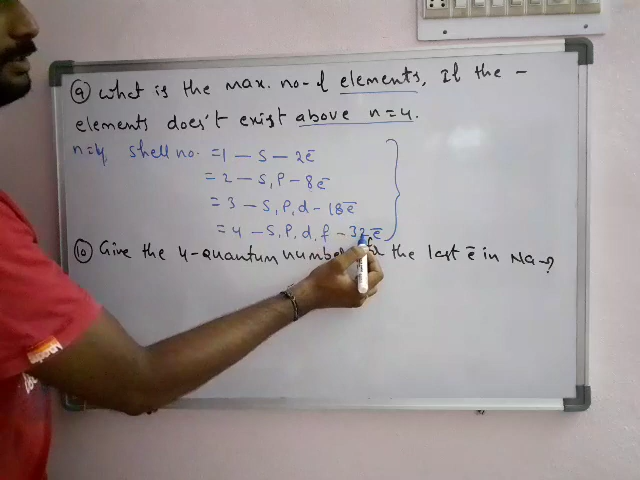 9 What is the max. no. of elements, If the -
elements does't exist above n=4.
n=4 shell no. = 1 - S - 2ē
= 2 - S, P - 8ē
= 3 - S, P, d - 18ē
= 4 - S, P, d, f - 32ē
10 Give the 4-quantum number the last ē in Na-?